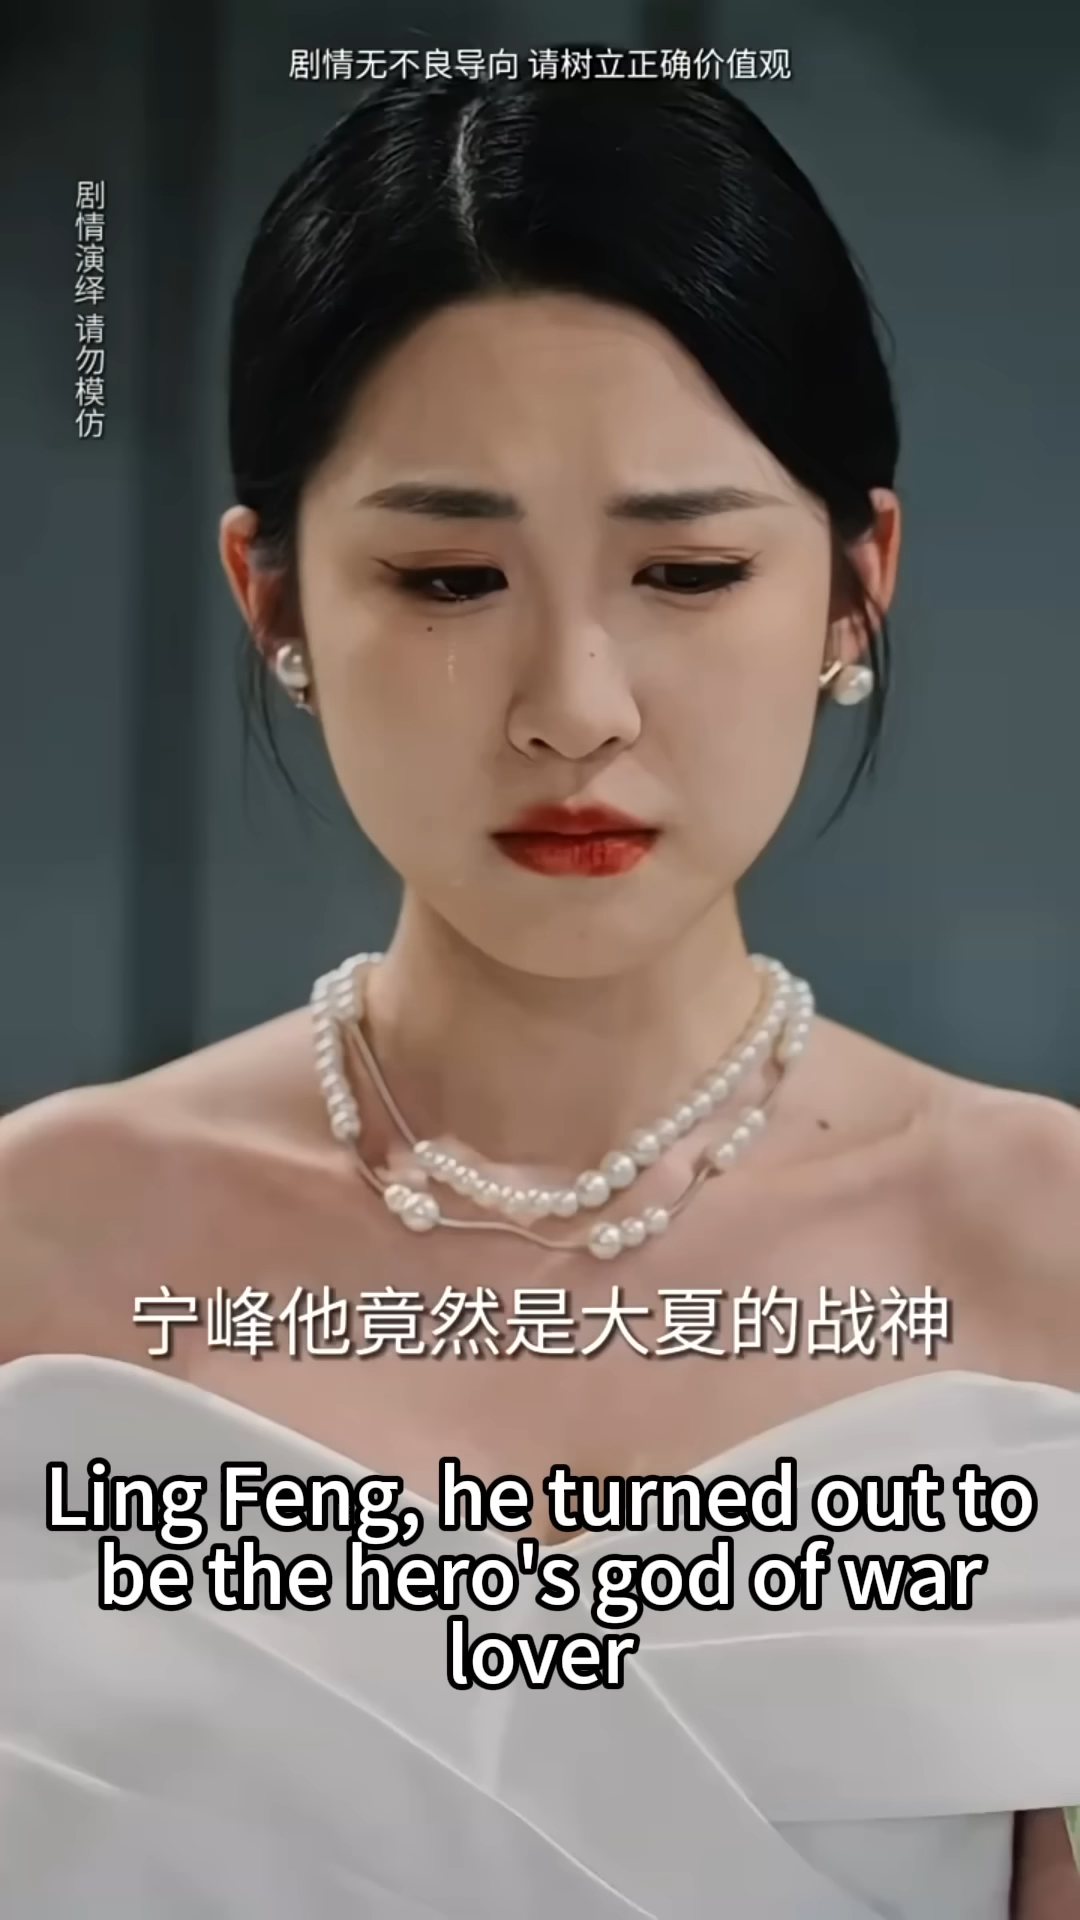 剧情无不良导向 请树立正确价值观
剧情演绎 请勿模仿
宁峰他竟然是大夏的战神
Ling Feng, he turned out to
be the hero's god of war
lover